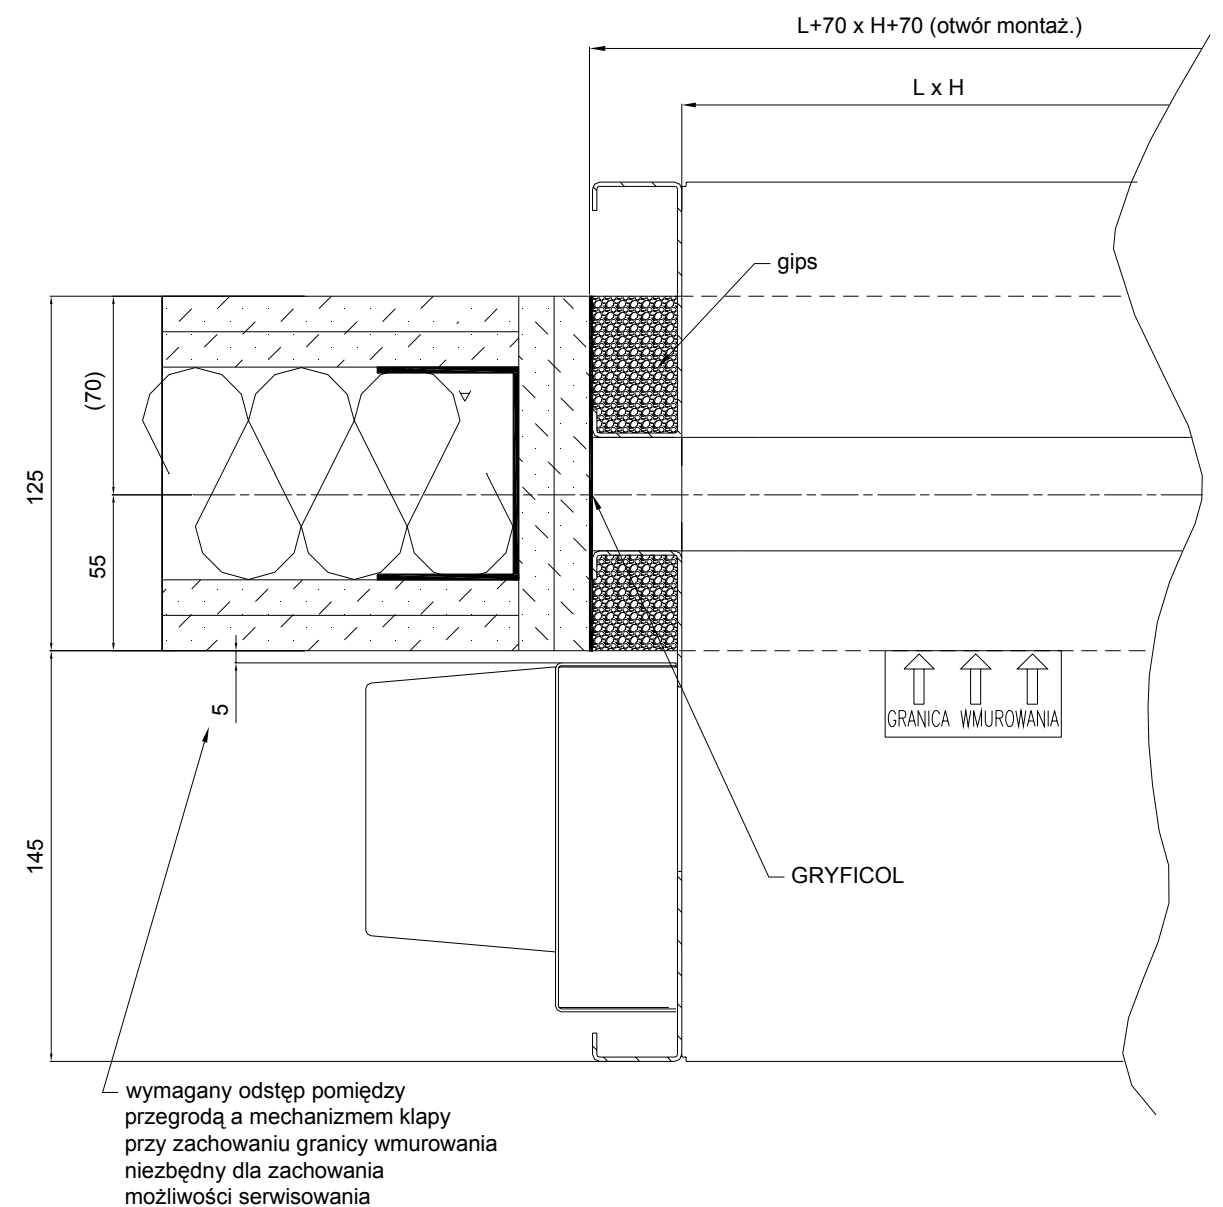 L+70 x H+70 (otwór montaż.)
L x H
gips
(70)
125
55
5
GRANICA WMUROWANIA
145
GRYFICOL
wymagany odstęp pomiędzy
przegrodą a mechanizmem klapy
przy zachowaniu granicy wmurowania
niezbędny dla zachowania
możliwości serwisowania